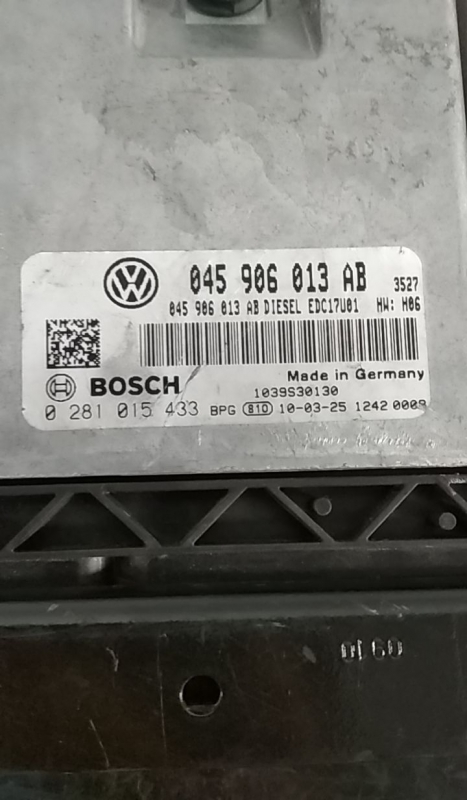 045 906 013 AB 3527
045 906 013 AB DIESEL EDC17U01 HW: H06
Made in Germany
BOSCH 1039S30130
0 281 015 433 BPG 810 10-03-25 1242 0009